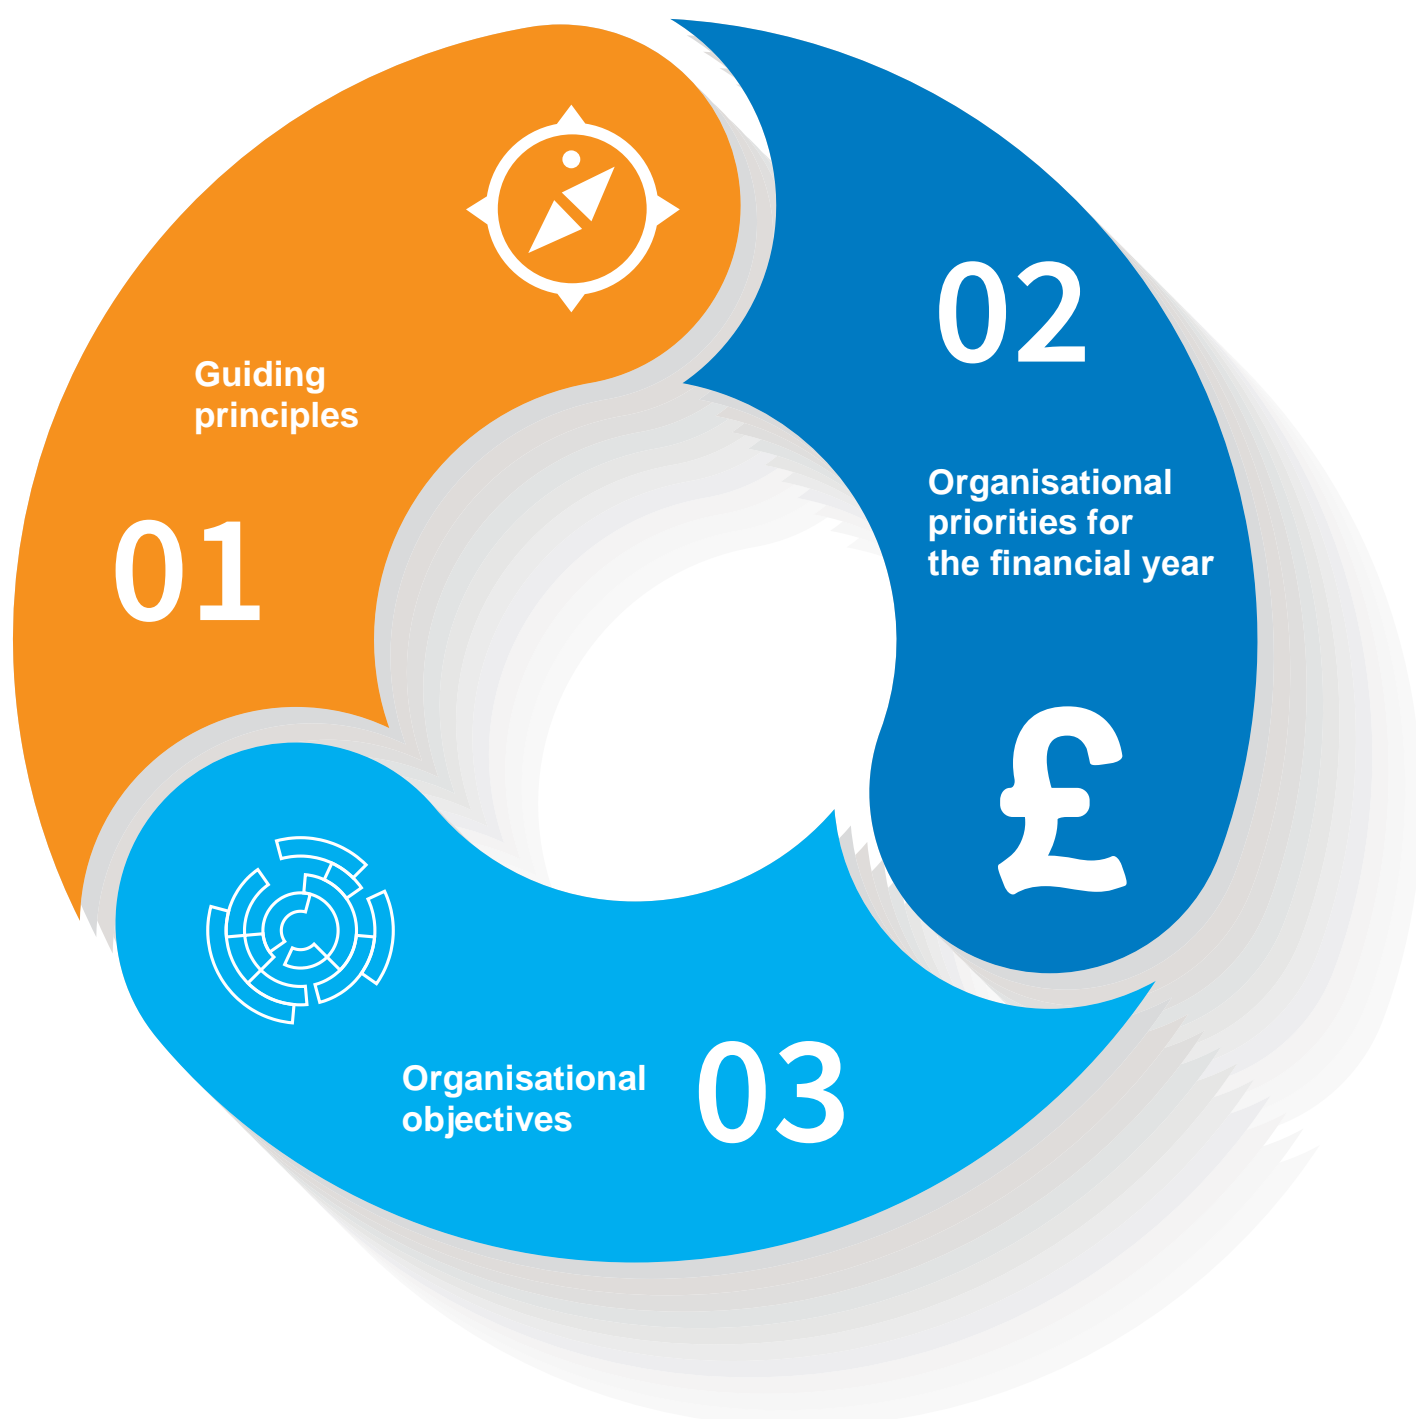 Guiding
principles
01
02
Organisational
priorities for
the financial year
£
Organisational
objectives
03